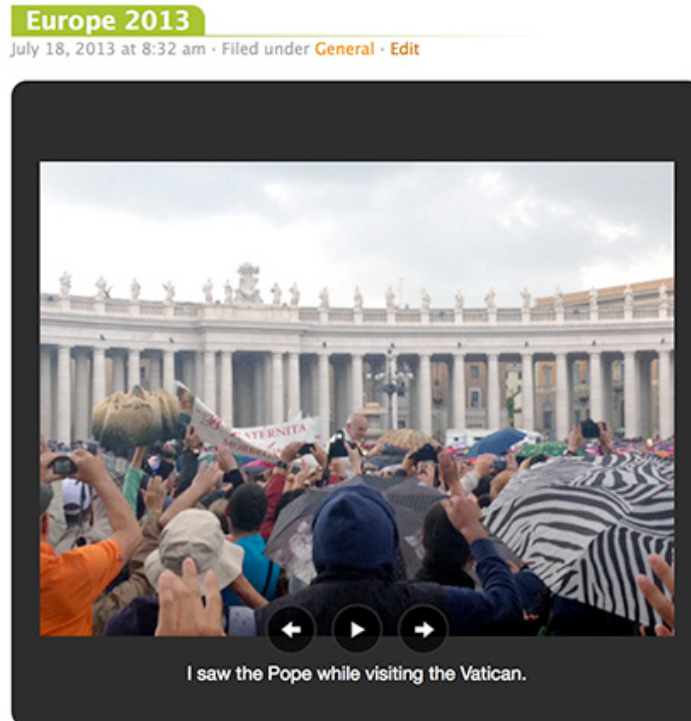 Europe 2013
July 18, 2013 at 8:32 am · Filed under General · Edit
FRATERNITA
I saw the Pope while visiting the Vatican.